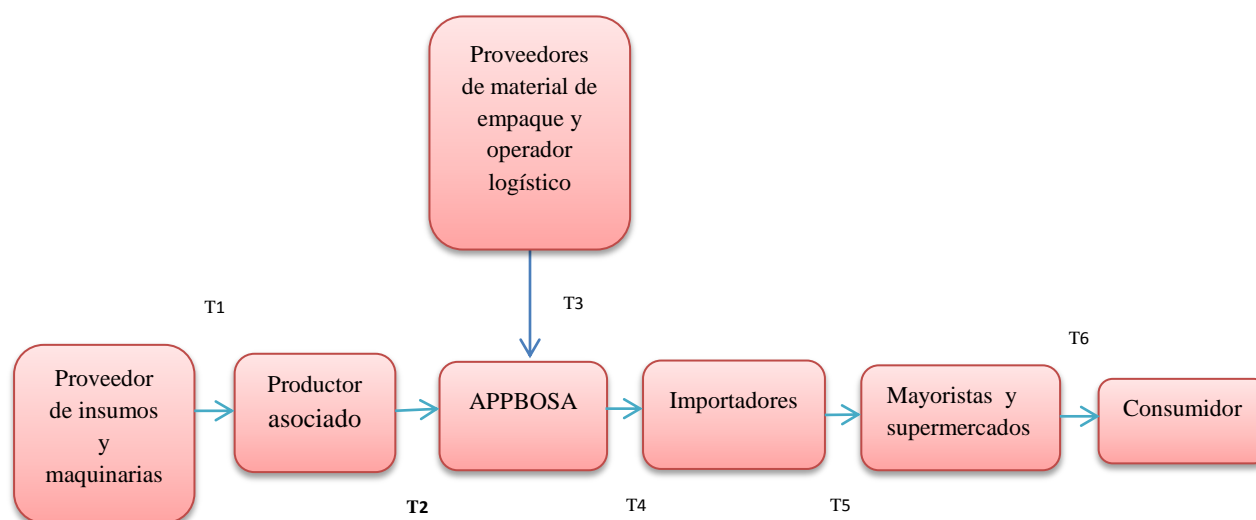 Proveedores
de material de
empaque y
operador
logístico
T1
T3
T6
Proveedor
de insumos
y
maquinarias
Productor
asociado
APPBOSA
Importadores
Mayoristas y
supermercados
Consumidor
T2
T4
T5